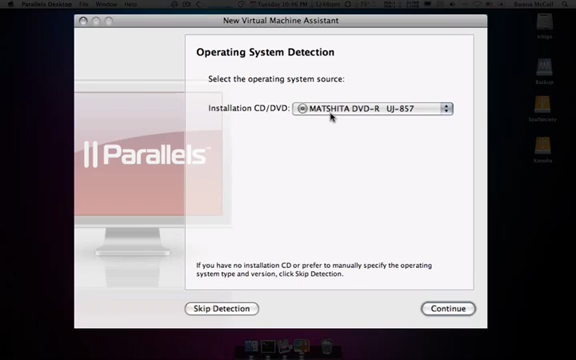 Parallels Desktop File Window Help
New Virtual Machine Assistant
Operating System Detection
Select the operating system source:
Installation CD/DVD: MATSHITA DVD-R UJ-857
Parallels
If you have no installation CD or prefer to manually specify the operating
system type and version, click Skip Detection.
Skip Detection
Continue
Backup